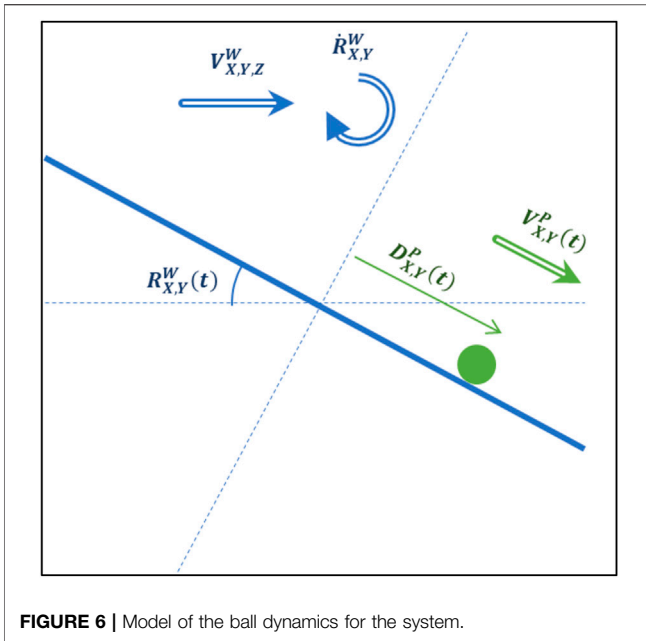 V^W_{X,Y,Z}
Ṙ^W_{X,Y}
V^P_{X,Y}(t)
D^P_{X,Y}(t)
R^W_{X,Y}(t)
FIGURE 6 | Model of the ball dynamics for the system.